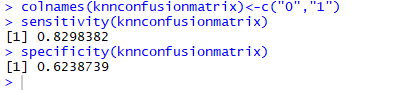 > colnames(knnconfusionmatrix)<-c("0","1")
> sensitivity(knnconfusionmatrix)
[1] 0.8298382
> specificity(knnconfusionmatrix)
[1] 0.6238739
>